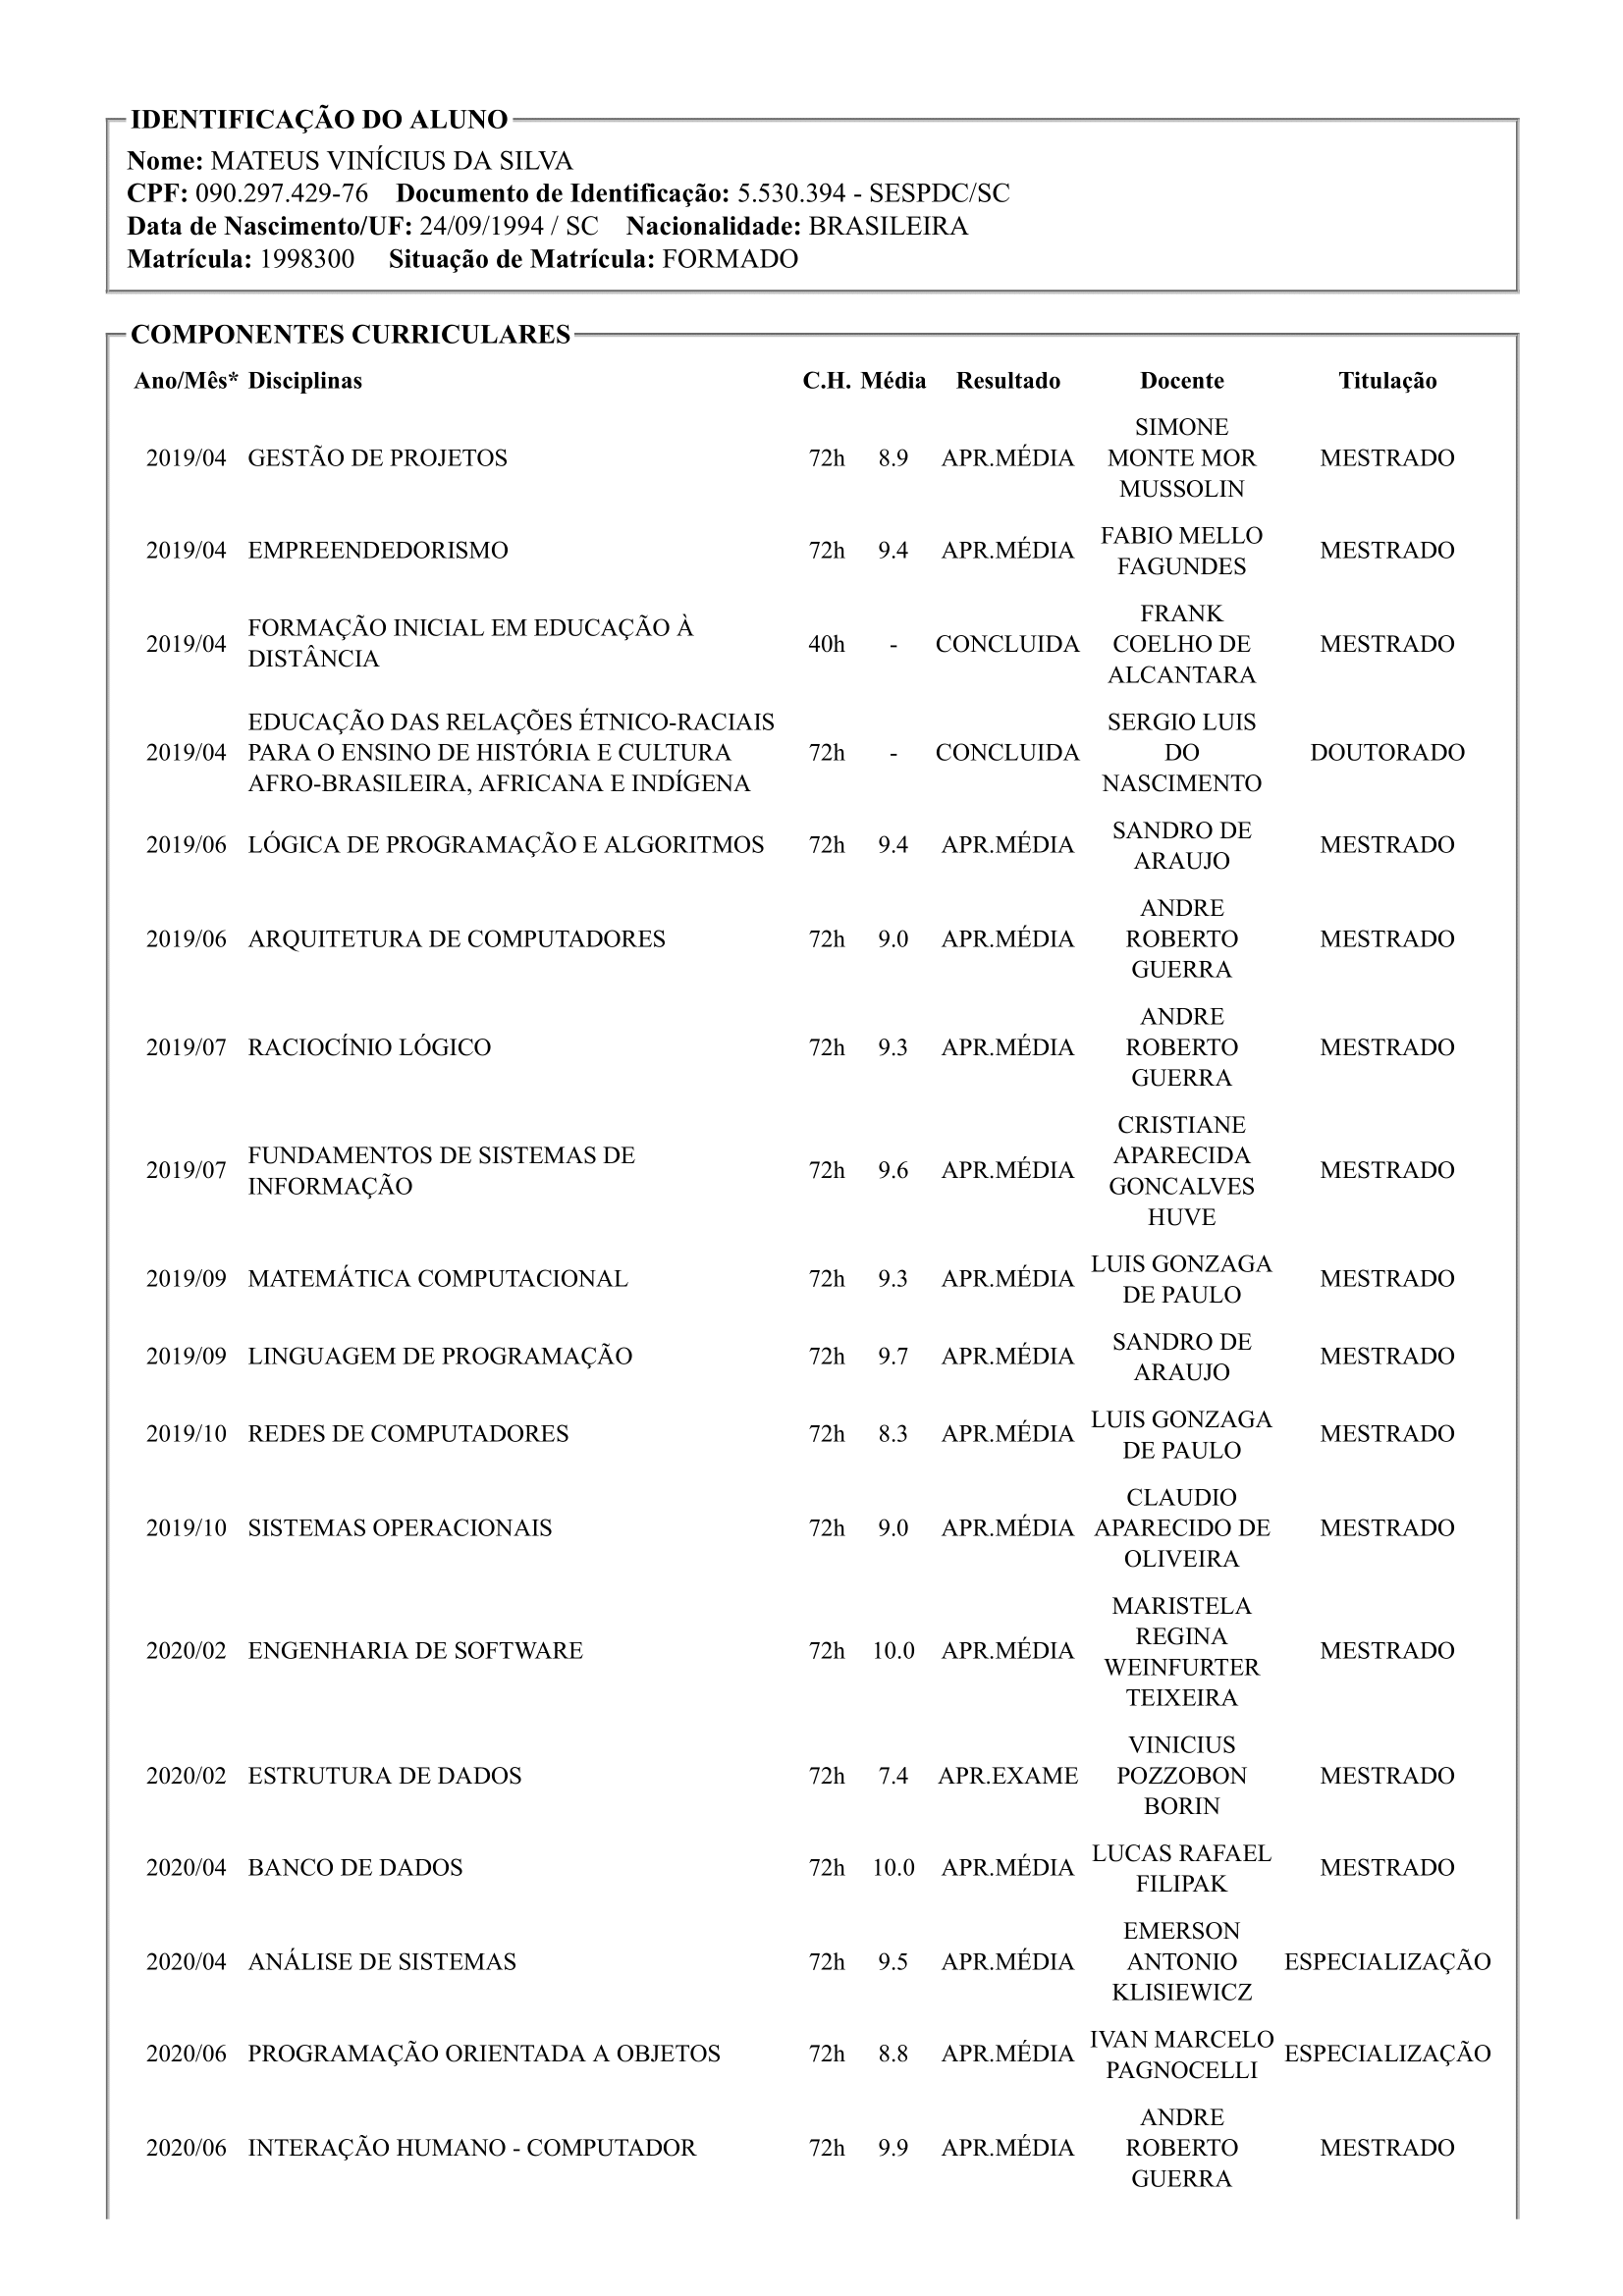 IDENTIFICAÇÃO DO ALUNO
Nome: MATEUS VINÍCIUS DA SILVA
CPF: 090.297.429-76 Documento de Identificação: 5.530.394 - SESPDC/SC
Data de Nascimento/UF: 24/09/1994 / SC Nacionalidade: BRASILEIRA
Matrícula: 1998300 Situação de Matrícula: FORMADO
COMPONENTES CURRICULARES
Ano/Mês* Disciplinas C.H. Média Resultado Docente Titulação
SIMONE
2019/04 GESTÃO DE PROJETOS 72h 8.9 APR.MÉDIA MONTE MOR MESTRADO
MUSSOLIN
FABIO MELLO
2019/04 EMPREENDEDORISMO 72h 9.4 APR.MÉDIA FAGUNDES MESTRADO
FRANK
FORMAÇÃO INICIAL EM EDUCAÇÃO À
2019/04 DISTÂNCIA 40h - CONCLUIDA COELHO DE MESTRADO
ALCANTARA
EDUCAÇÃO DAS RELAÇÕES ÉTNICO-RACIAIS SERGIO LUIS
2019/04 PARA O ENSINO DE HISTÓRIA E CULTURA 72h - CONCLUIDA DO DOUTORADO
AFRO-BRASILEIRA, AFRICANA E INDÍGENA NASCIMENTO
SANDRO DE
2019/06 LÓGICA DE PROGRAMAÇÃO E ALGORITMOS 72h 9.4 APR.MÉDIA ARAUJO MESTRADO
ANDRE
2019/06 ARQUITETURA DE COMPUTADORES 72h 9.0 APR.MÉDIA ROBERTO MESTRADO
GUERRA
ANDRE
2019/07 RACIOCÍNIO LÓGICO 72h 9.3 APR.MÉDIA ROBERTO MESTRADO
GUERRA
CRISTIANE
FUNDAMENTOS DE SISTEMAS DE APARECIDA
2019/07 INFORMAÇÃO 72h 9.6 APR.MÉDIA GONCALVES MESTRADO
HUVE
LUIS GONZAGA
2019/09 MATEMÁTICA COMPUTACIONAL 72h 9.3 APR.MÉDIA DE PAULO MESTRADO
SANDRO DE
2019/09 LINGUAGEM DE PROGRAMAÇÃO 72h 9.7 APR.MÉDIA ARAUJO MESTRADO
LUIS GONZAGA
2019/10 REDES DE COMPUTADORES 72h 8.3 APR.MÉDIA DE PAULO MESTRADO
CLAUDIO
2019/10 SISTEMAS OPERACIONAIS 72h 9.0 APR.MÉDIA APARECIDO DE MESTRADO
OLIVEIRA
MARISTELA
REGINA
2020/02 ENGENHARIA DE SOFTWARE 72h 10.0 APR.MÉDIA WEINFURTER MESTRADO
TEIXEIRA
VINICIUS
2020/02 ESTRUTURA DE DADOS 72h 7.4 APR.EXAME POZZOBON MESTRADO
BORIN
LUCAS RAFAEL
2020/04 BANCO DE DADOS 72h 10.0 APR.MÉDIA FILIPAK MESTRADO
EMERSON
2020/04 ANÁLISE DE SISTEMAS 72h 9.5 APR.MÉDIA ANTONIO ESPECIALIZAÇÃO
KLISIEWICZ
IVAN MARCELO
2020/06 PROGRAMAÇÃO ORIENTADA A OBJETOS 72h 8.8 APR.MÉDIA PAGNOCELLI ESPECIALIZAÇÃO
ANDRE
2020/06 INTERAÇÃO HUMANO - COMPUTADOR 72h 9.9 APR.MÉDIA ROBERTO MESTRADO
GUERRA